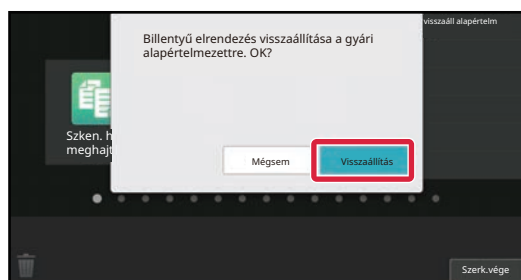 visszaáll alapértelm
Billentyű elrendezés visszaállítása a gyári
alapértelmezettre. OK?
Szken. h
meghajt
Mégsem
Visszaállítás
Szerk.vége